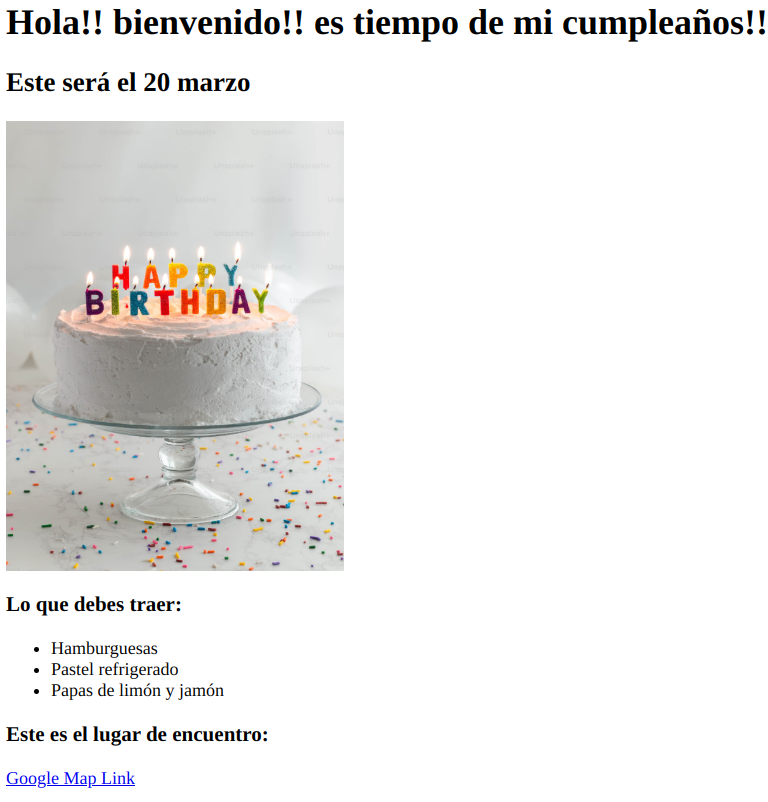 Hola!! bienvenido!! es tiempo de mi cumpleaños!!
Este será el 20 marzo
HAPPY
BIRTHDAY
Lo que debes traer:
Hamburguesas
Pastel refrigerado
Papas de limón y jamón
Este es el lugar de encuentro:
Google Map Link